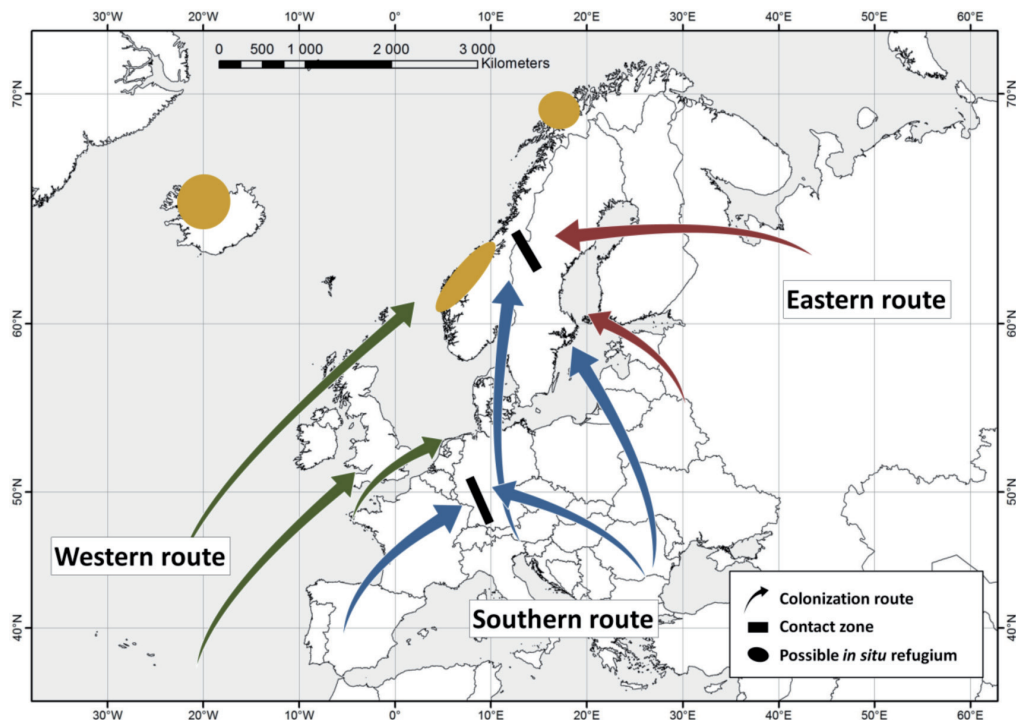 30°W 20°W 10°W 0° 10°E 20°E 30°E 40°E 50°E 60°E
0 500 1 000 2 000 3 000
Kilometers
70°N 70°N
Eastern route
60°N 60°N
50°N 50°N
Western route
Southern route
Colonization route
Contact zone
Possible in situ refugium
40°N 40°N
30°W 20°W 10°W 0° 10°E 20°E 30°E 40°E 50°E 60°E